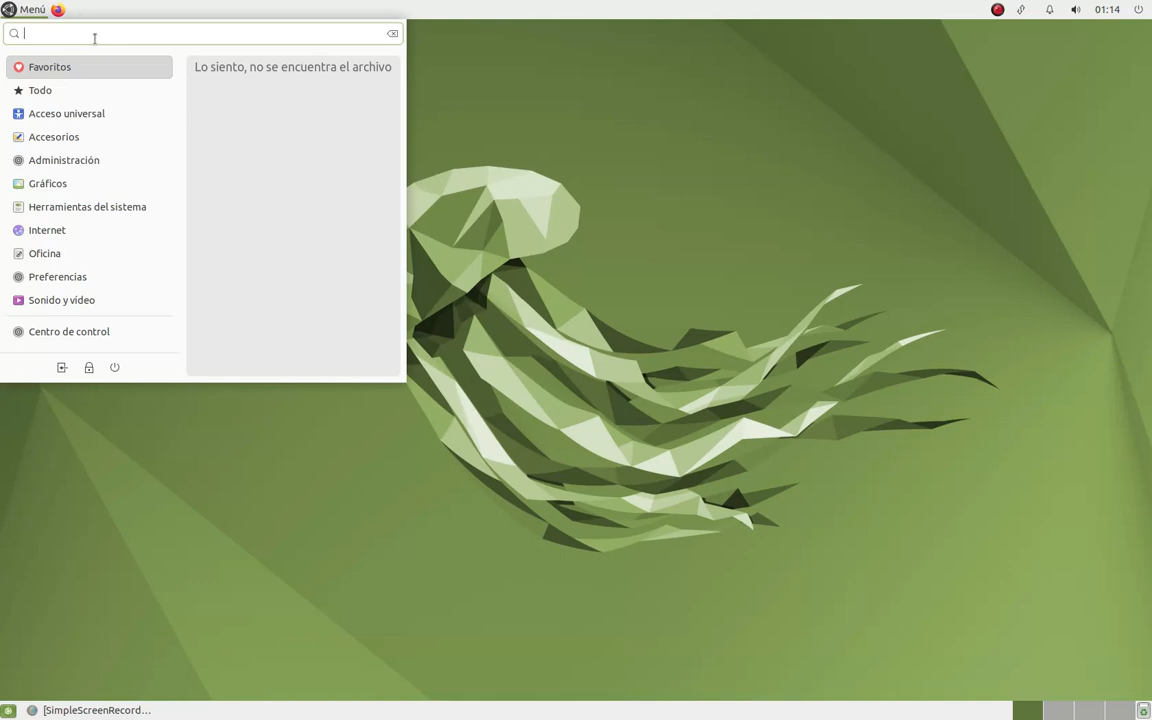 Menú
01:14
Favoritos
Lo siento, no se encuentra el archivo
Todo
Acceso universal
Accesorios
Administración
Gráficos
Herramientas del sistema
Internet
Oficina
Preferencias
Sonido y vídeo
Centro de control
[SimpleScreenRecord...